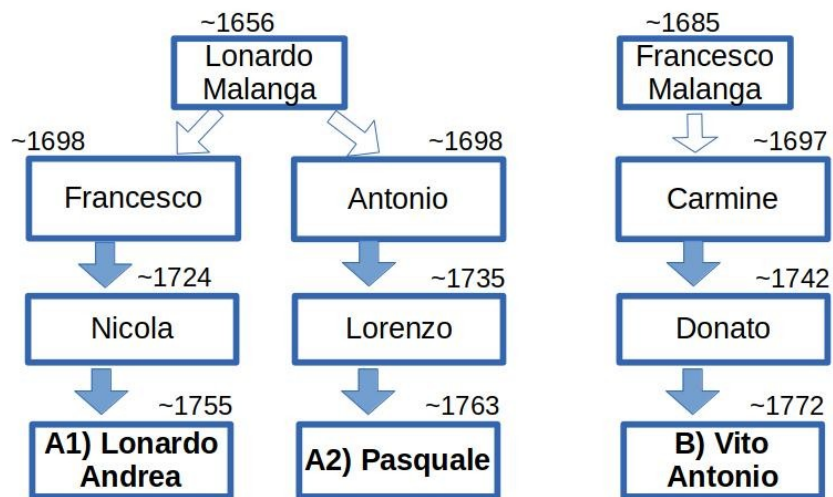 ~1656
~1685
Lonardo
Malanga
Francesco
Malanga
~1698
~1698
~1697
Francesco
Antonio
Carmine
~1724
~1735
~1742
Nicola
Lorenzo
Donato
~1755
~1763
~1772
A1) Lonardo
Andrea
A2) Pasquale
B) Vito
Antonio